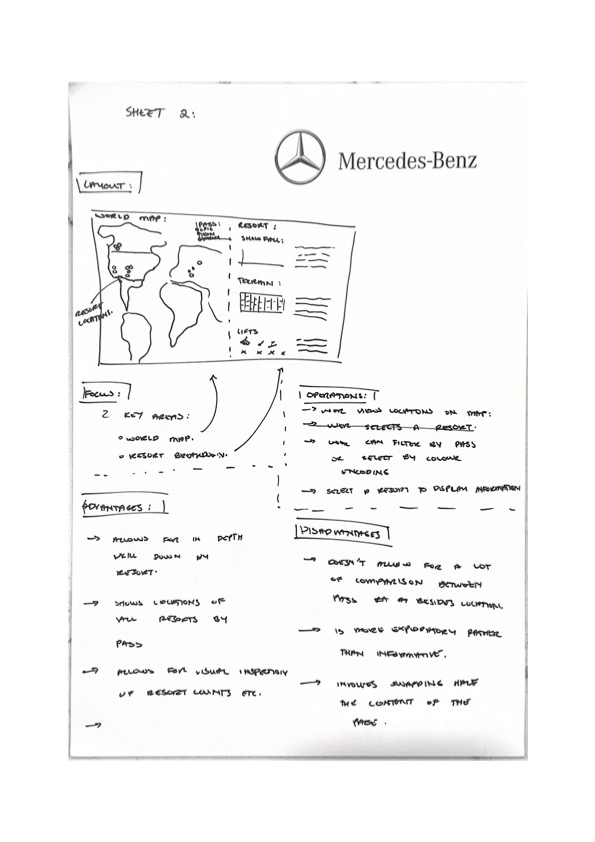 SHEET 2:
Mercedes-Benz
LAYOUT:
WORLD MAP:
PASS:
EPIC
RESORT:
SNOWFALL:
TERRAIN:
RESORT
LOCATIONS.
LIFTS
FOCUS:
2 KEY AREAS:
WORLD MAP.
RESORT BREAKDOWN.
OPERATIONS:
→ USER VIEWS LOCATIONS ON MAP:
→ USER SELECTS A RESORT.
→ USER CAN FILTER BY PASS
OR SELECT BY COLOUR
ENCODING
→ SELECT A RESORT TO DISPLAY INFORMATION
ADVANTAGES:
→ ALLOWS FOR IN DEPTH
DRILL DOWN BY
RESORT.
→ SHOWS LOCATIONS OF
ALL RESORTS BY
PASS
→ ALLOWS FOR VISUAL INSPECTION
OF RESORT COUNTS ETC.
→
DISADVANTAGES
→ DOESN'T ALLOW FOR A LOT
OF COMPARISON BETWEEN
PASS BESIDES LOCATION.
→ IS MORE EXPLORATORY RATHER
THAN INFORMATIVE.
→ INVOLVES SWAPPING HALF
THE CONTENT OF THE
PAGE.